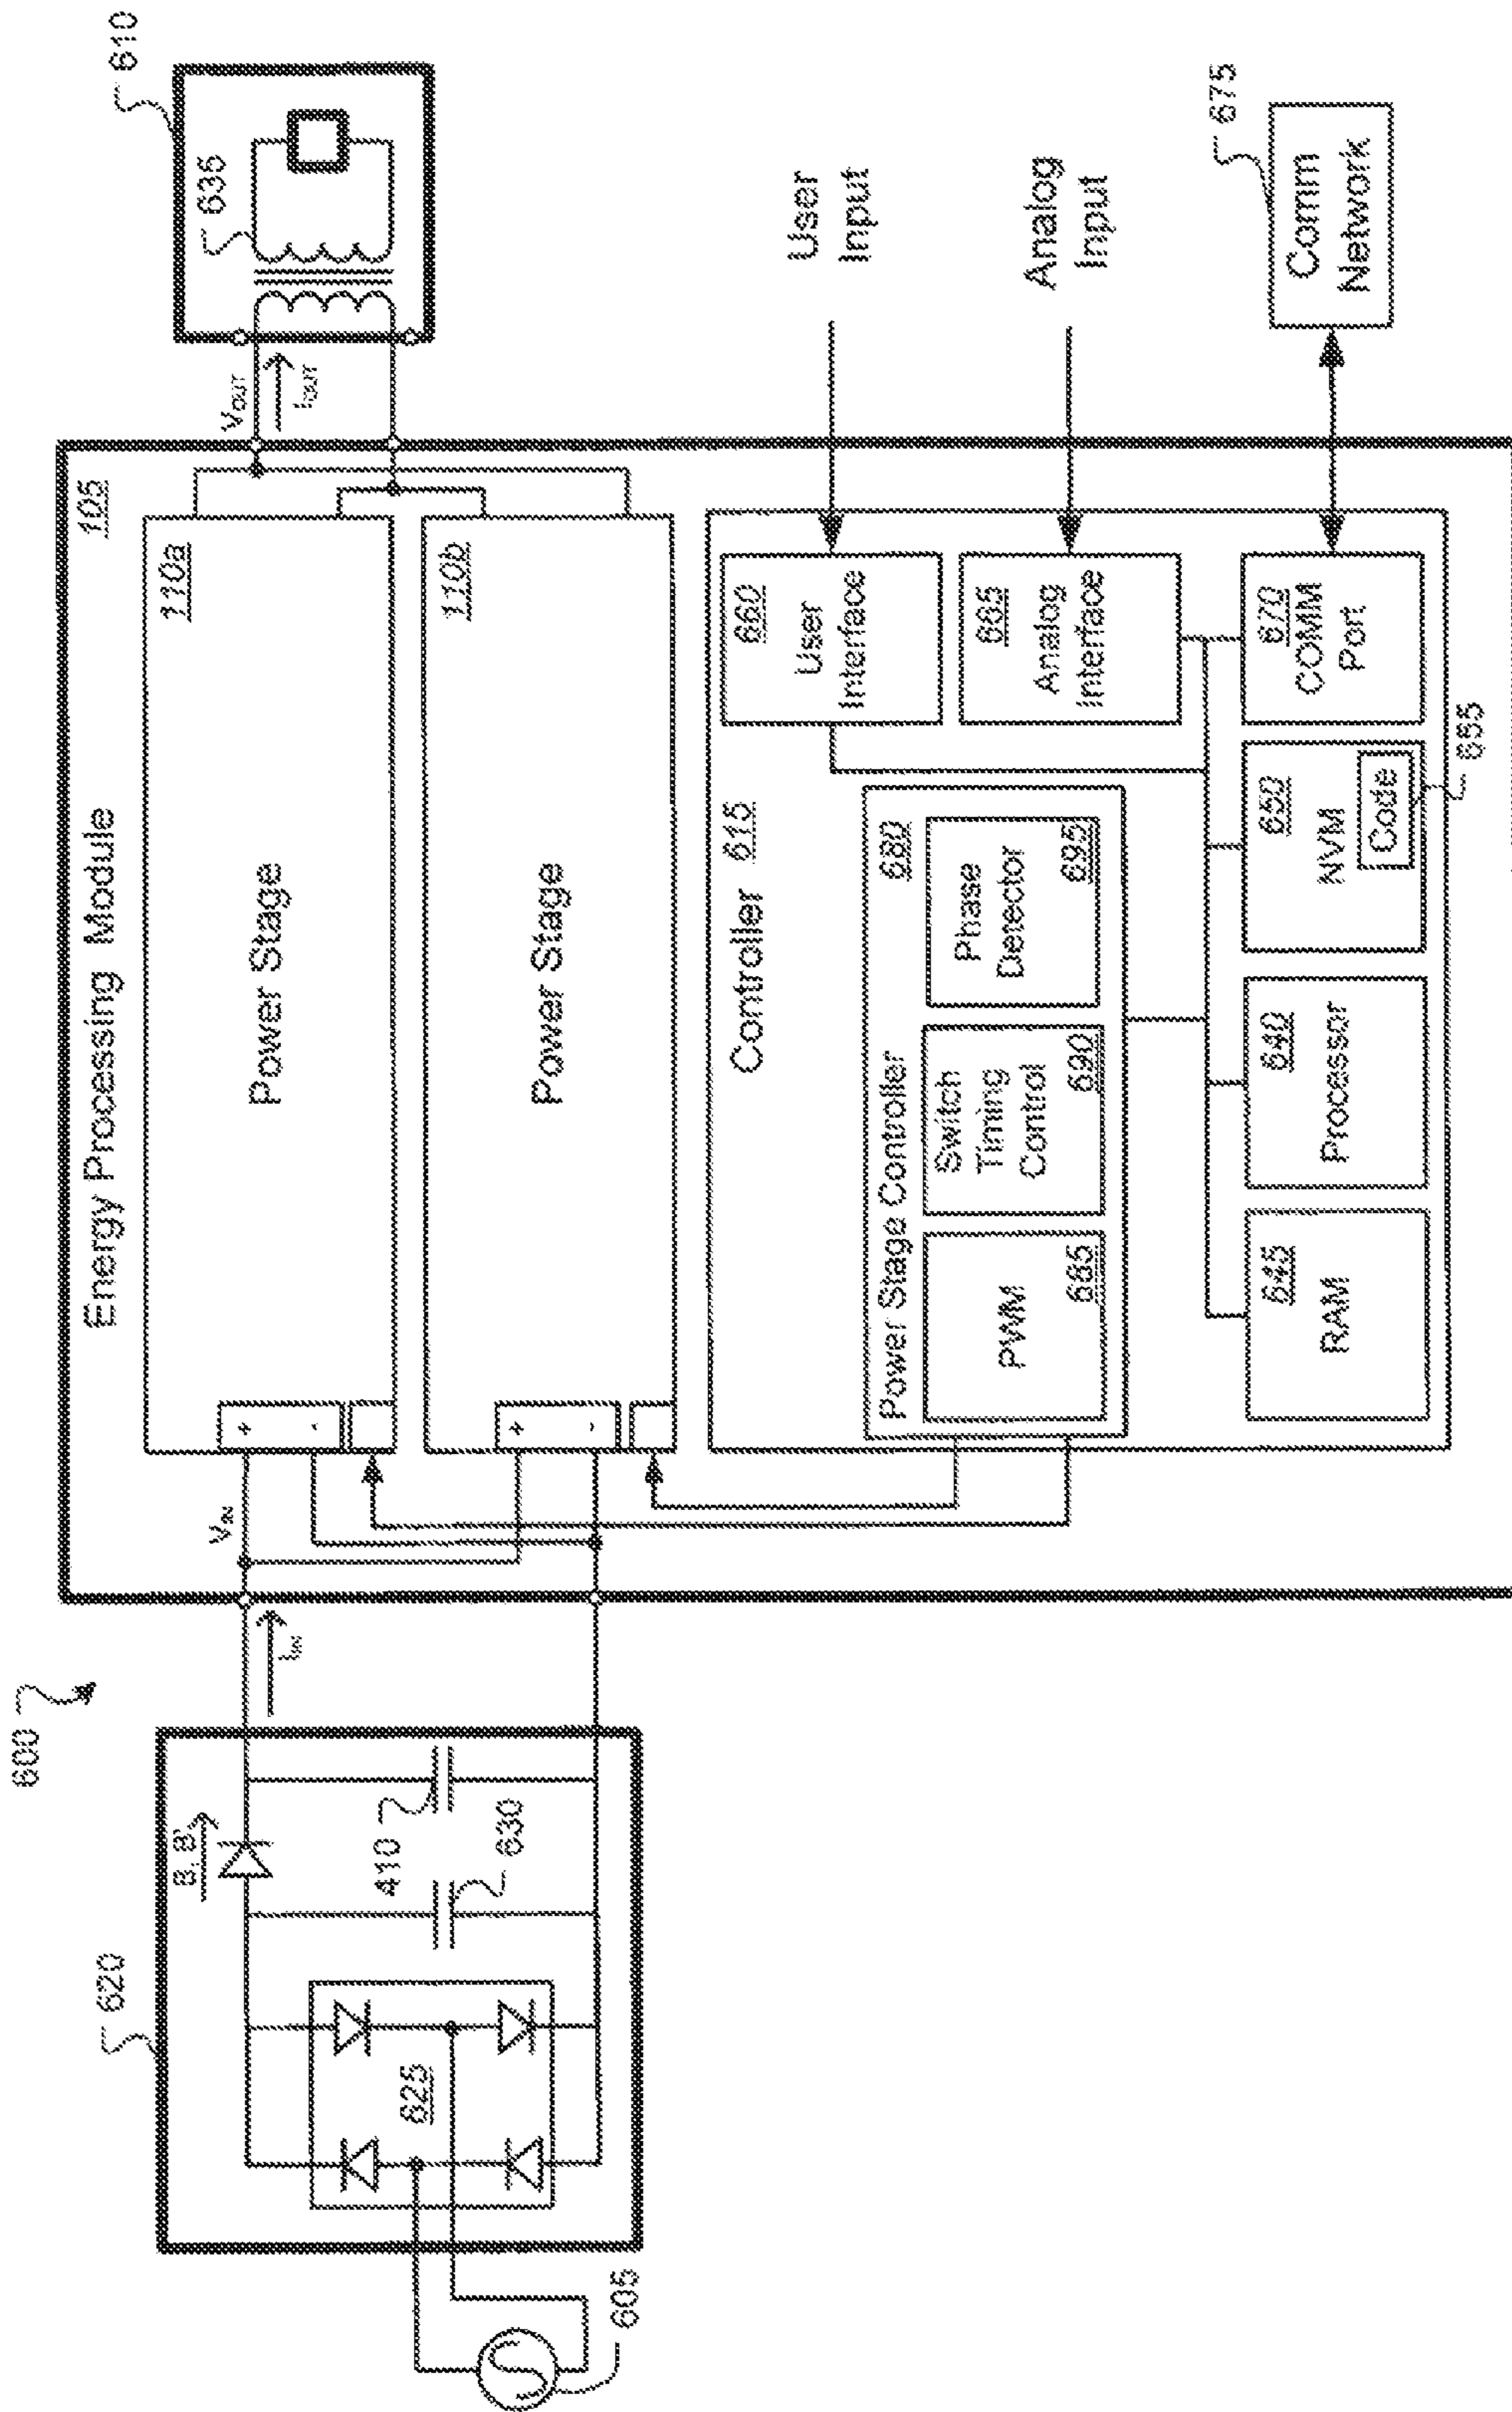 600
620
B, B'
410
630
625
605
I_IN
V_IN
Energy Processing Module
105
110a
Power Stage
110b
Power Stage
V_OUT
I_OUT
610
635
Controller 615
Power Stage Controller
680
PWM
685
Switch
Timing
Control
690
Phase
Detector
695
660
User
Interface
665
Analog
Interface
670
COMM
Port
645
RAM
640
Processor
650
NVM
Code
655
User
Input
Analog
Input
675
Comm
Network
+
-
+
-